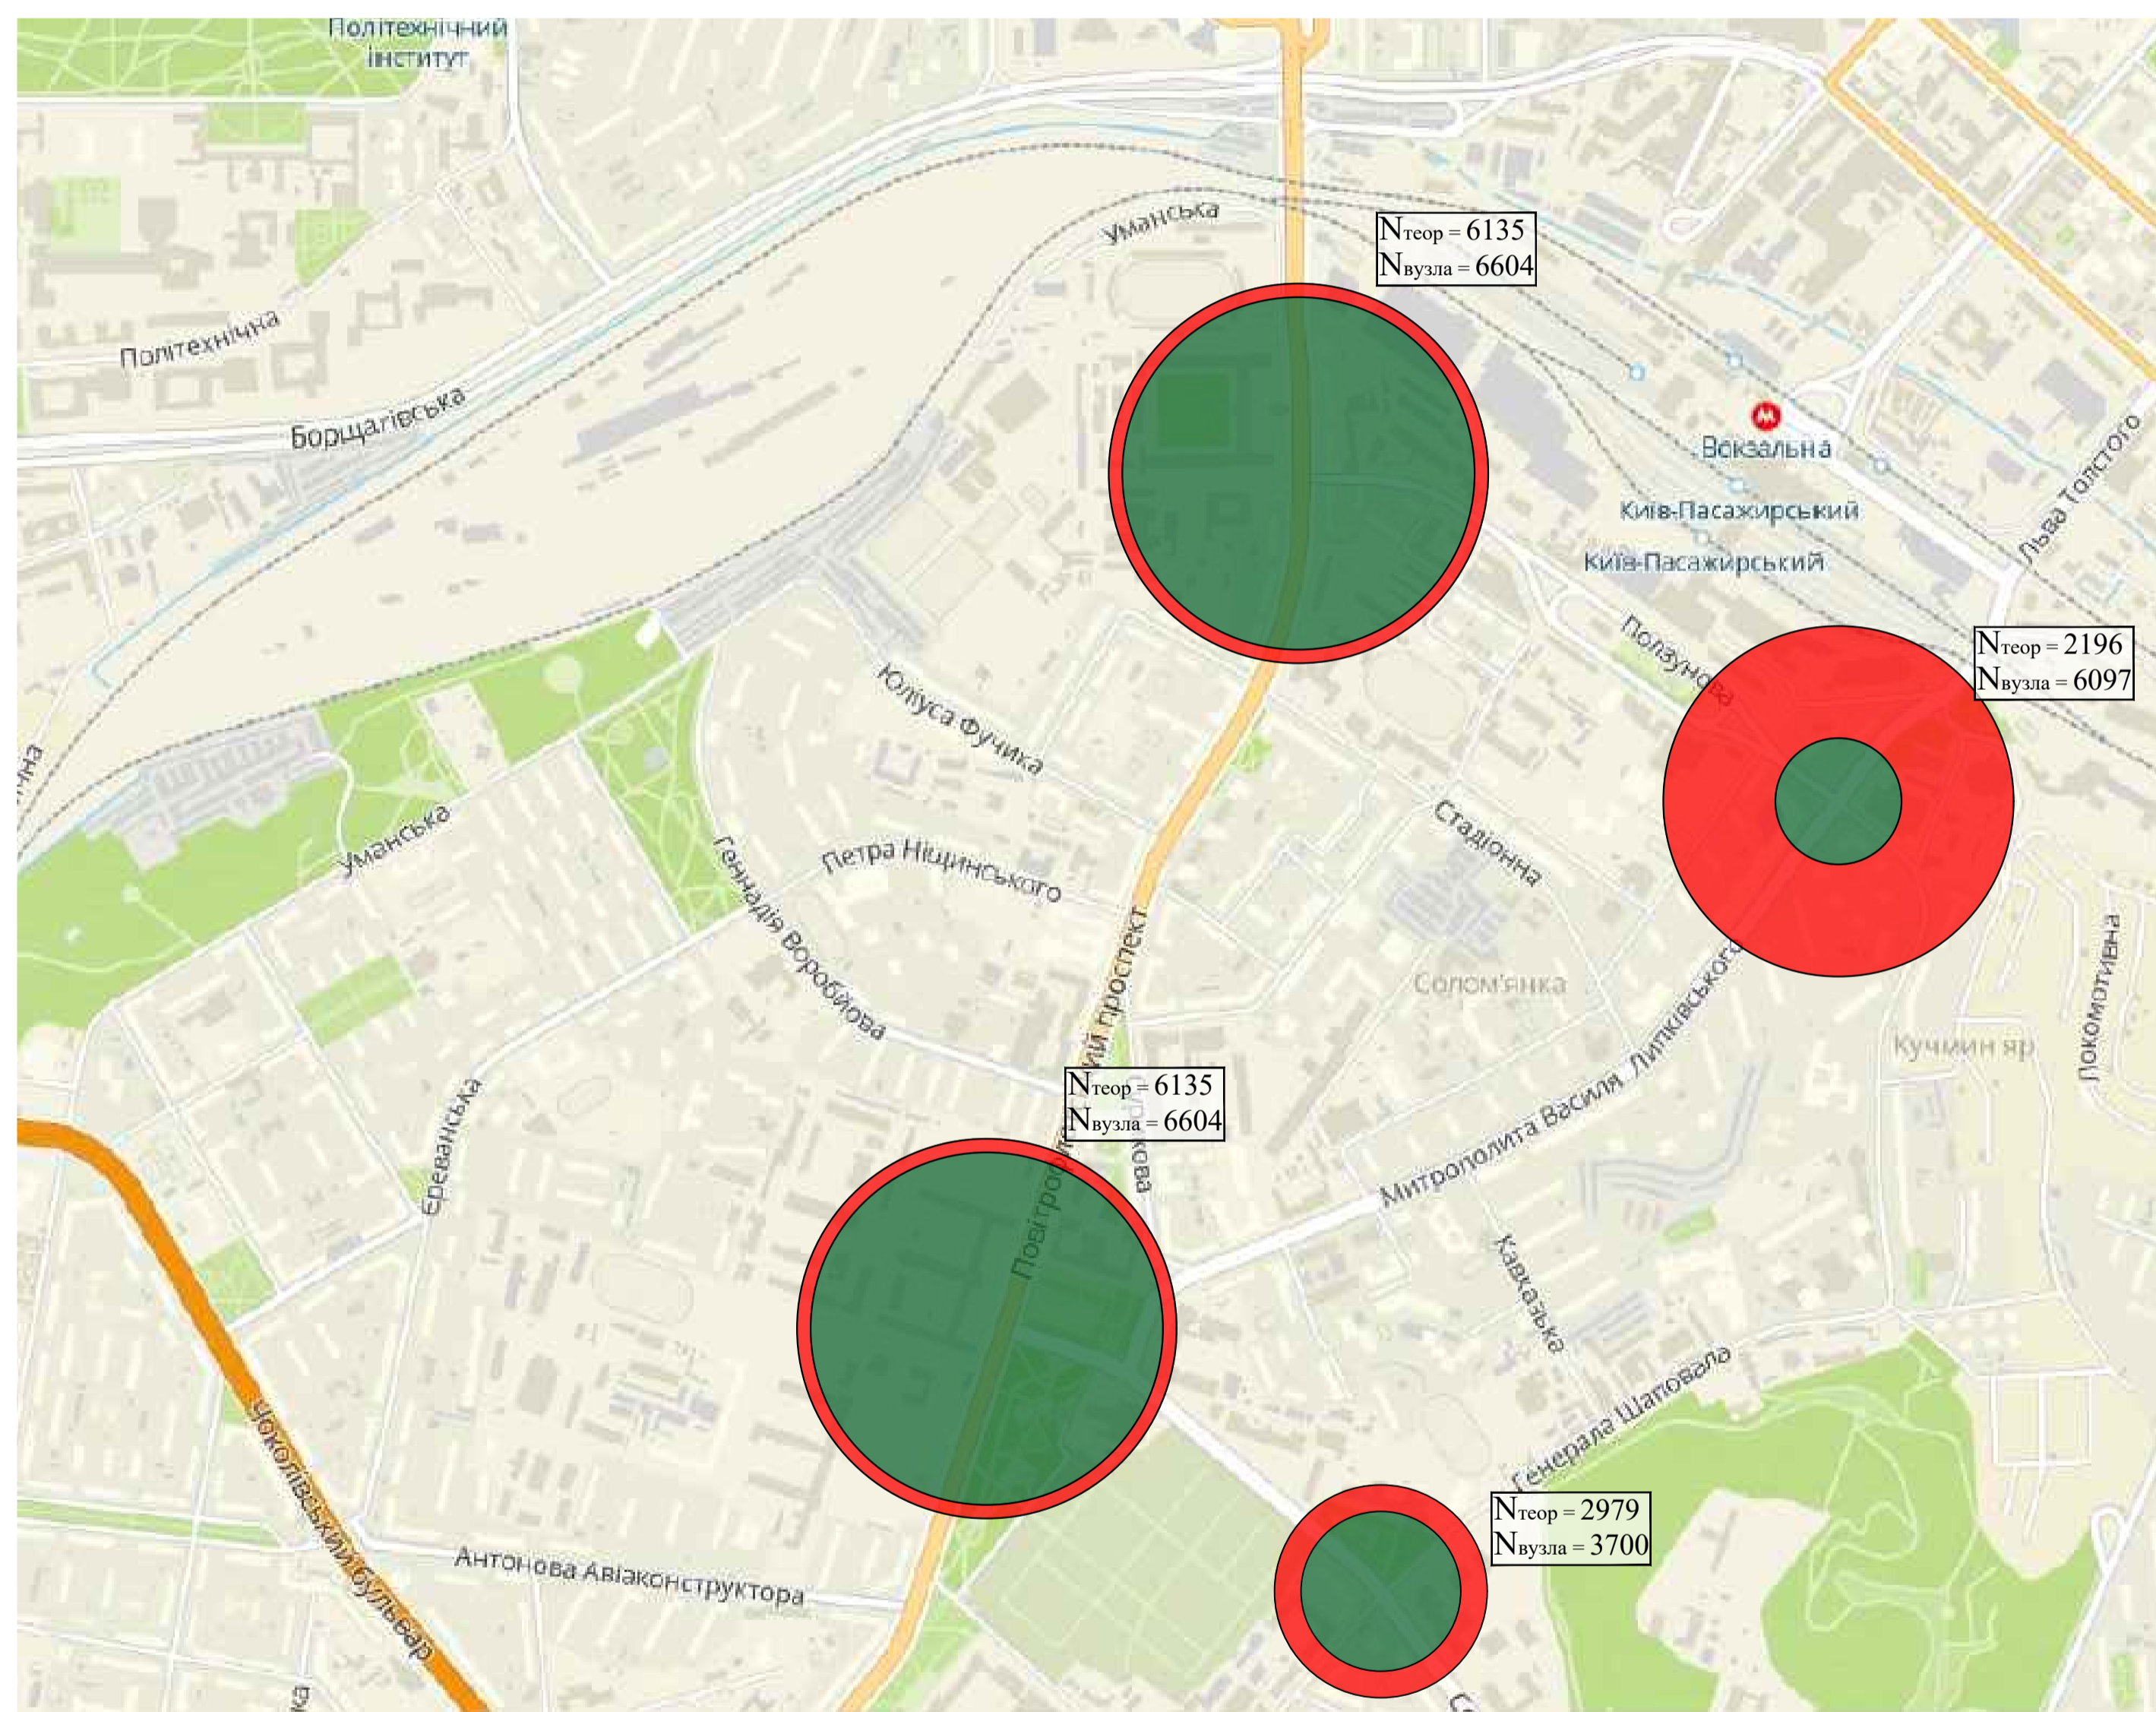 Політехнічний
інститут
Уманська
Nтеор = 6135
Nвузла = 6604
Політехнічна
Борщагівська
Вокзальна
Київ-Пасажирський
Київ-Пасажирський
Льва Толстого
Ползунова
Nтеор = 2196
Nвузла = 6097
Юліуса Фучика
Уманська
Петра Ніщинського
Стадіонна
Геннадія Воробйова
Солом'янка
Митрополита Василя Липківського
Кучмин яр
Локомотивна
Nтеор = 6135
Nвузла = 6604
Єреванська
Кавказька
Генерала Шаповала
Чоколівський бульвар
Антонова Авіаконструктора
Nтеор = 2979
Nвузла = 3700